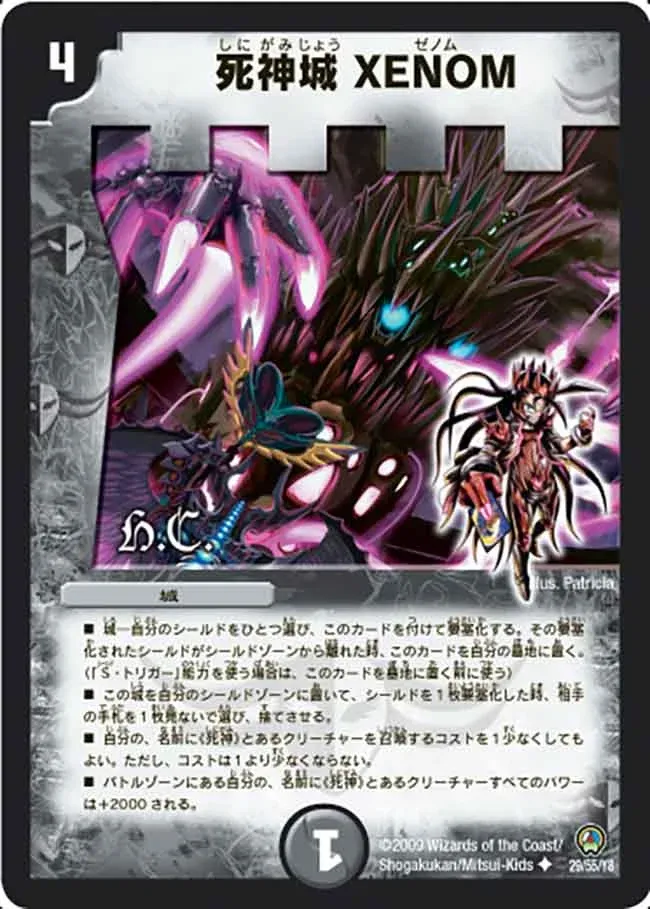 4
しにがみじょう ゼノム
死神城 XENOM
H.C.
Illus. Patricia
城
■ 城―自分のシールドをひとつ選び、このカードを付けて要塞化する。その要塞
化されたシールドがシールドゾーンから離れた時、このカードを自分の墓地に置く。
(「S・トリガー」能力を使う場合は、このカードを墓地に置く前に使う)
■ この城を自分のシールドゾーンに置いて、シールドを1枚要塞化した時、相手
の手札を1枚見ないで選び、捨てさせる。
■ 自分の、名前に《死神》とあるクリーチャーを召喚するコストを1少なくしても
よい。ただし、コストは1より少なくならない。
■ バトルゾーンにある自分の、名前に《死神》とあるクリーチャーすべてのパワー
は+2000 される。
1
©2009 Wizards of the Coast/
Shogakukan/Mitsui-Kids ◆ 29/55/Y8